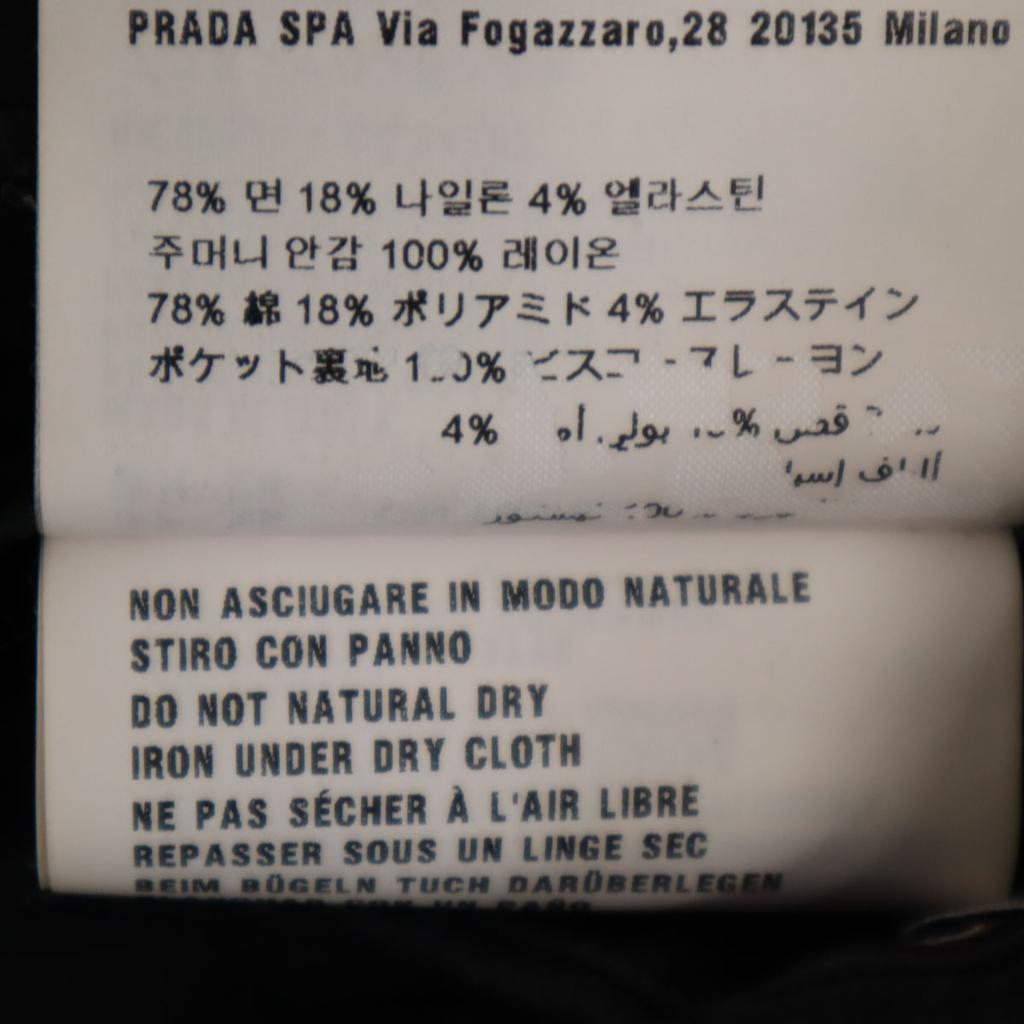 PRADA SPA Via Fogazzaro,28 20135 Milano
78% 면 18% 나일론 4% 엘라스틴
주머니 안감 100% 레이온
78% 綿 18% ポリアミド 4% エラステイン
ポケット裏地
4%
NON ASCIUGARE IN MODO NATURALE
STIRO CON PANNO
DO NOT NATURAL DRY
IRON UNDER DRY CLOTH
NE PAS SÉCHER À L'AIR LIBRE
REPASSER SOUS UN LINGE SEC
BEIM BÜGELN TUCH DARÜBERLEGEN